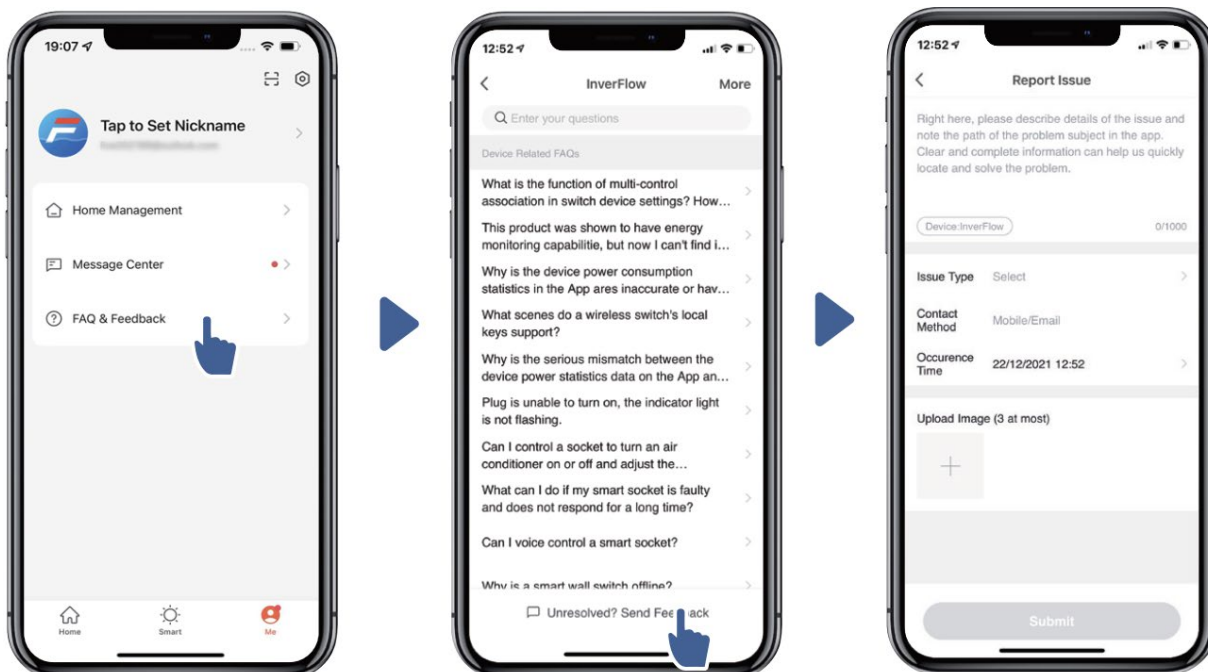 19:07
Tap to Set Nickname
Home Management
Message Center
FAQ & Feedback
Home
Smart
Me
12:52
InverFlow
More
Enter your questions
Device Related FAQs
What is the function of multi-control
association in switch device settings? How...
This product was shown to have energy
monitoring capabilitie, but now I can't find i...
Why is the device power consumption
statistics in the App ares inaccurate or hav...
What scenes do a wireless switch's local
keys support?
Why is the serious mismatch between the
device power statistics data on the App an...
Plug is unable to turn on, the indicator light
is not flashing.
Can I control a socket to turn an air
conditioner on or off and adjust the...
What can I do if my smart socket is faulty
and does not respond for a long time?
Can I voice control a smart socket?
Why is a smart wall switch offline?
Unresolved? Send Feedback
12:52
Report Issue
Right here, please describe details of the issue and
note the path of the problem subject in the app.
Clear and complete information can help us quickly
locate and solve the problem.
Device:InverFlow
0/1000
Issue Type Select
Contact
Method
Mobile/Email
Occurence
Time
22/12/2021 12:52
Upload Image (3 at most)
Submit